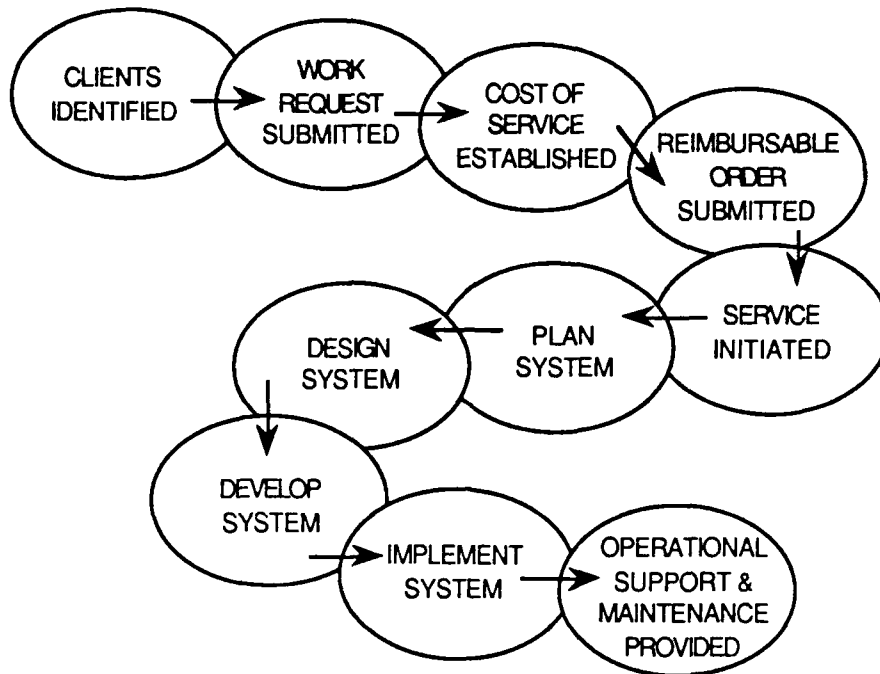 CLIENTS
IDENTIFIED
WORK
REQUEST
SUBMITTED
COST OF
SERVICE
ESTABLISHED
REIMBURSABLE
ORDER
SUBMITTED
SERVICE
INITIATED
PLAN
SYSTEM
DESIGN
SYSTEM
DEVELOP
SYSTEM
IMPLEMENT
SYSTEM
OPERATIONAL
SUPPORT &
MAINTENANCE
PROVIDED